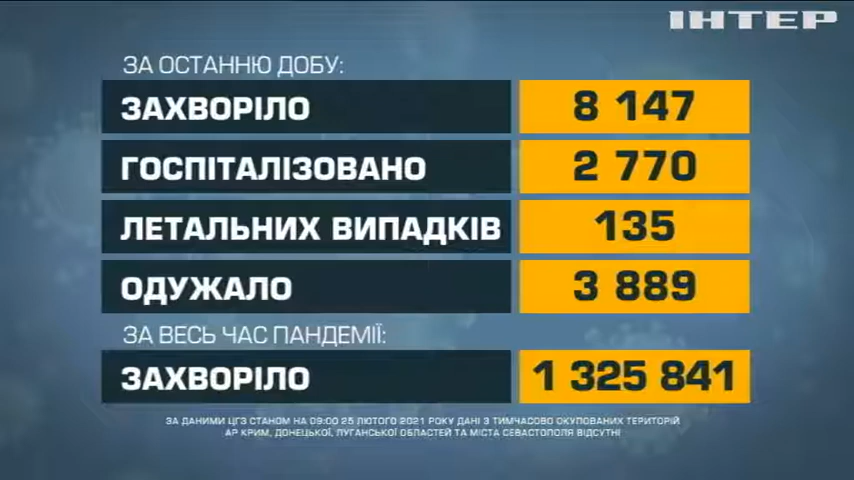 ІНТЕР
ЗА ОСТАННЮ ДОБУ:
ЗАХВОРІЛО 8 147
ГОСПІТАЛІЗОВАНО 2 770
ЛЕТАЛЬНИХ ВИПАДКІВ 135
ОДУЖАЛО 3 889
ЗА ВЕСЬ ЧАС ПАНДЕМІЇ:
ЗАХВОРІЛО 1 325 841
ЗА ДАНИМИ ЦГЗ СТАНОМ НА 09:00 25 ЛЮТОГО 2021 РОКУ ДАНІ З ТИМЧАСОВО ОКУПОВАНИХ ТЕРИТОРІЙ
АР КРИМ, ДОНЕЦЬКОЇ, ЛУГАНСЬКОЇ ОБЛАСТЕЙ ТА МІСТА СЕВАСТОПОЛЯ ВІДСУТНІ